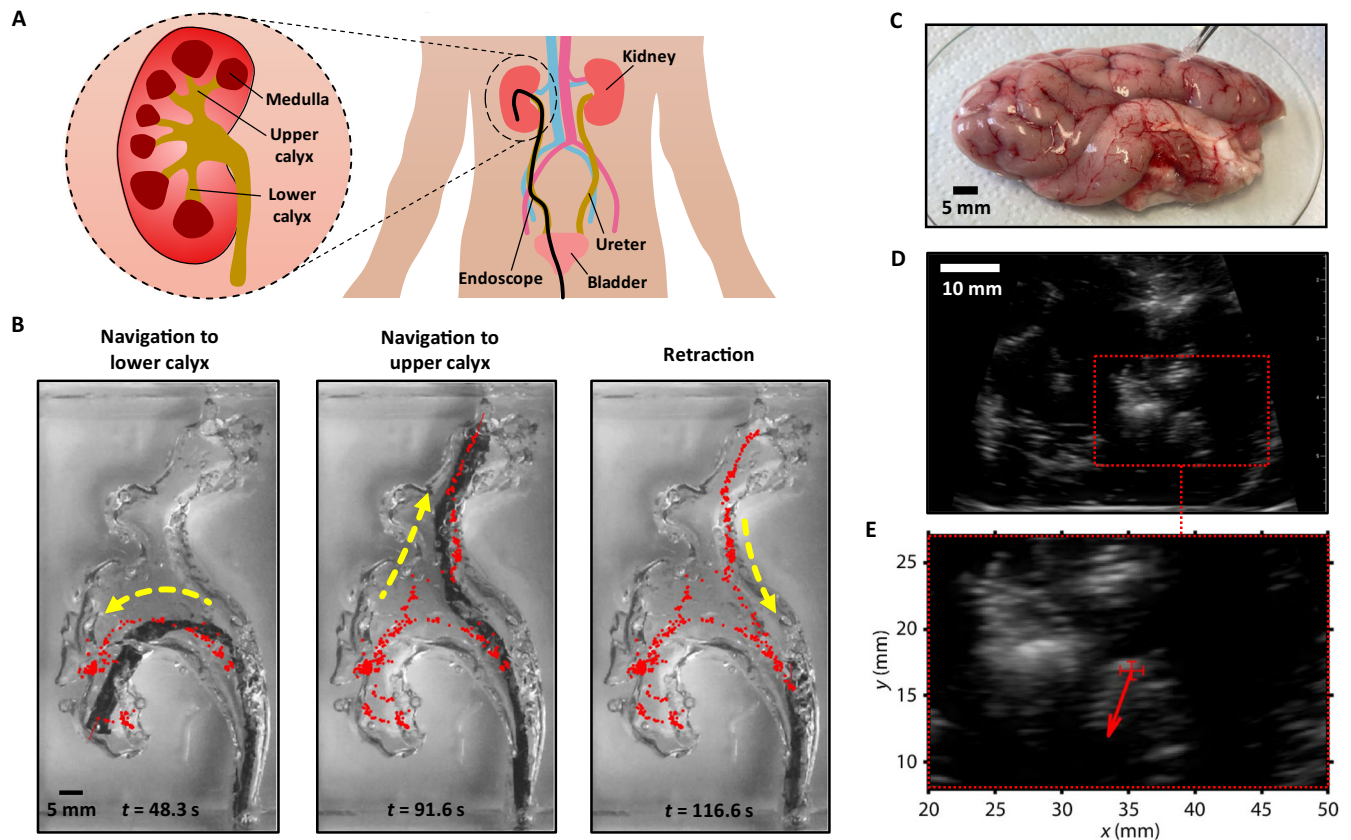 A
Medulla
Upper
calyx
Lower
calyx
Kidney
Ureter
Endoscope
Bladder
B
Navigation to
lower calyx
Navigation to
upper calyx
Retraction
5 mm
t = 48.3 s
t = 91.6 s
t = 116.6 s
C
5 mm
D
10 mm
E
25
20
15
10
y (mm)
20
25
30
35
40
45
50
x (mm)